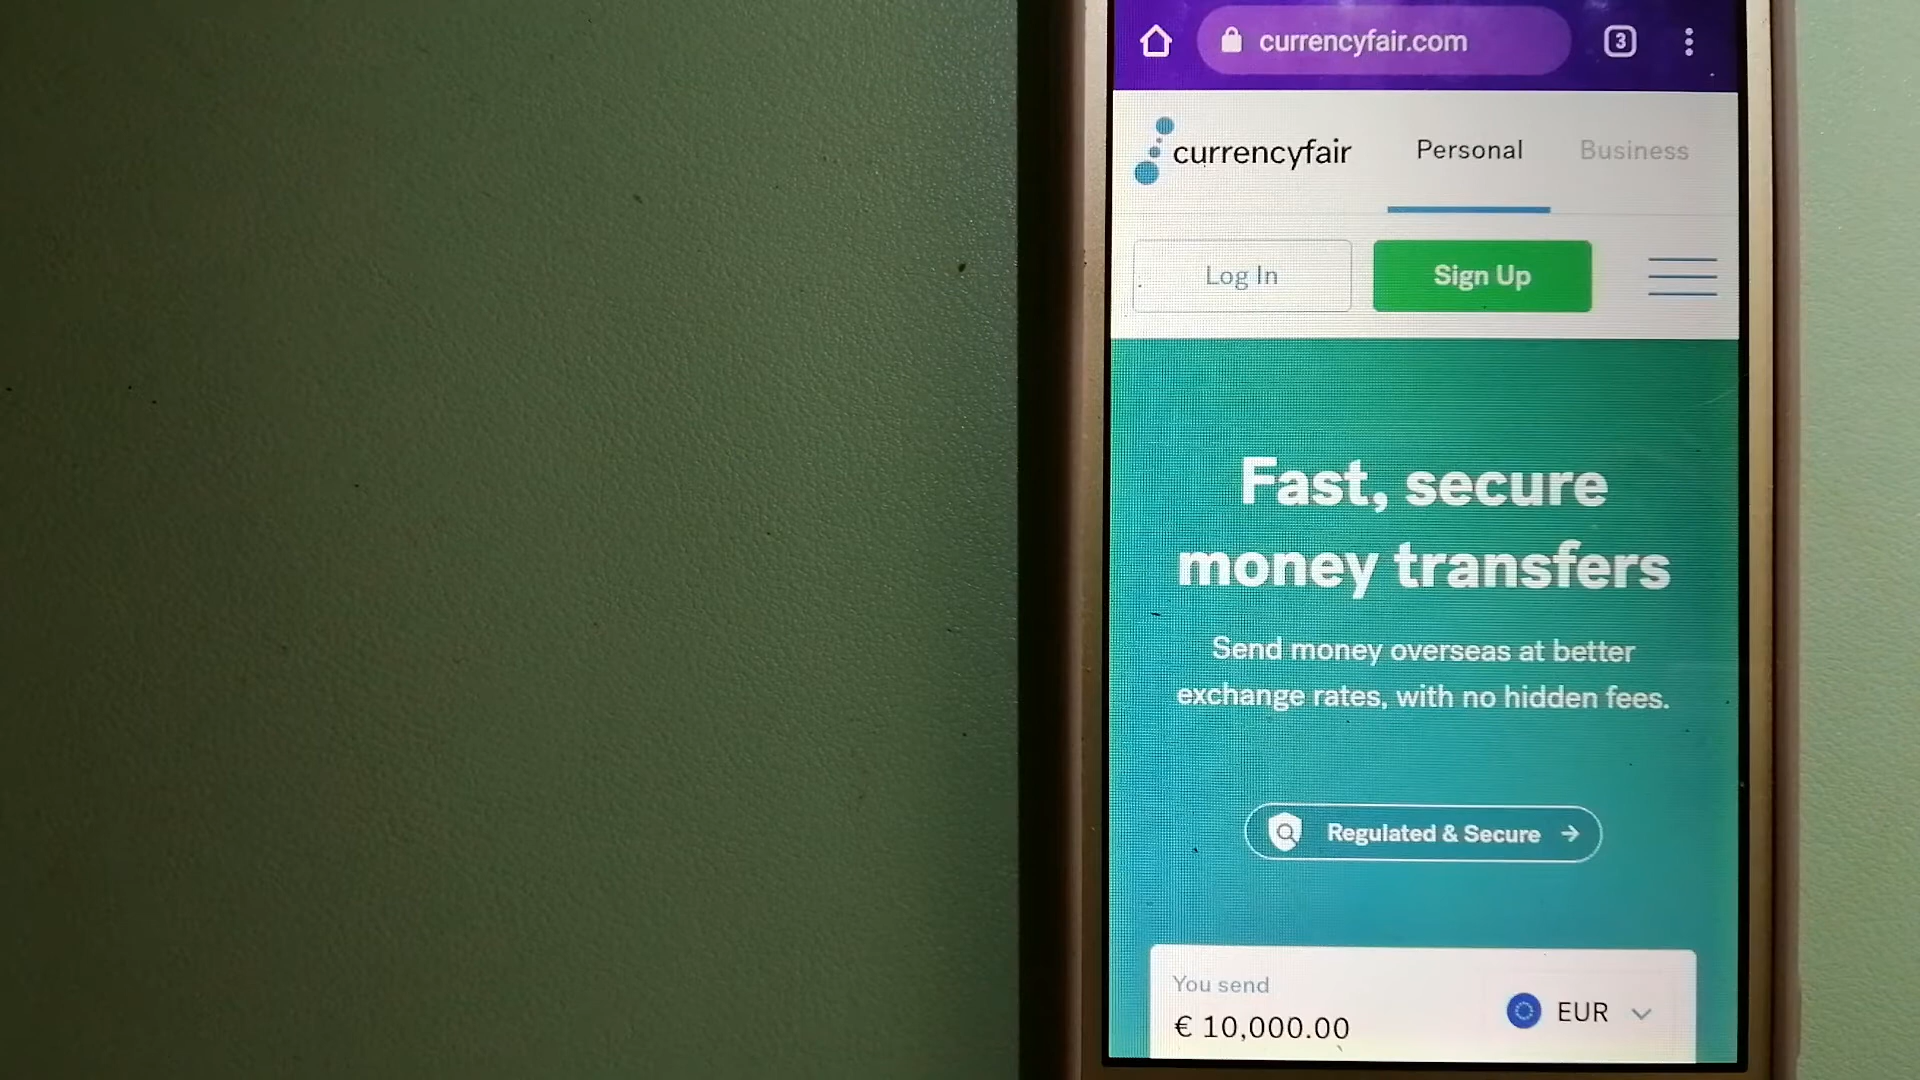 currencyfair.com
3
currencyfair
Personal
Business
Log In
Sign Up
Fast, secure
money transfers
Send money overseas at better
exchange rates, with no hidden fees.
Regulated & Secure →
You send
€ 10,000.00
EUR